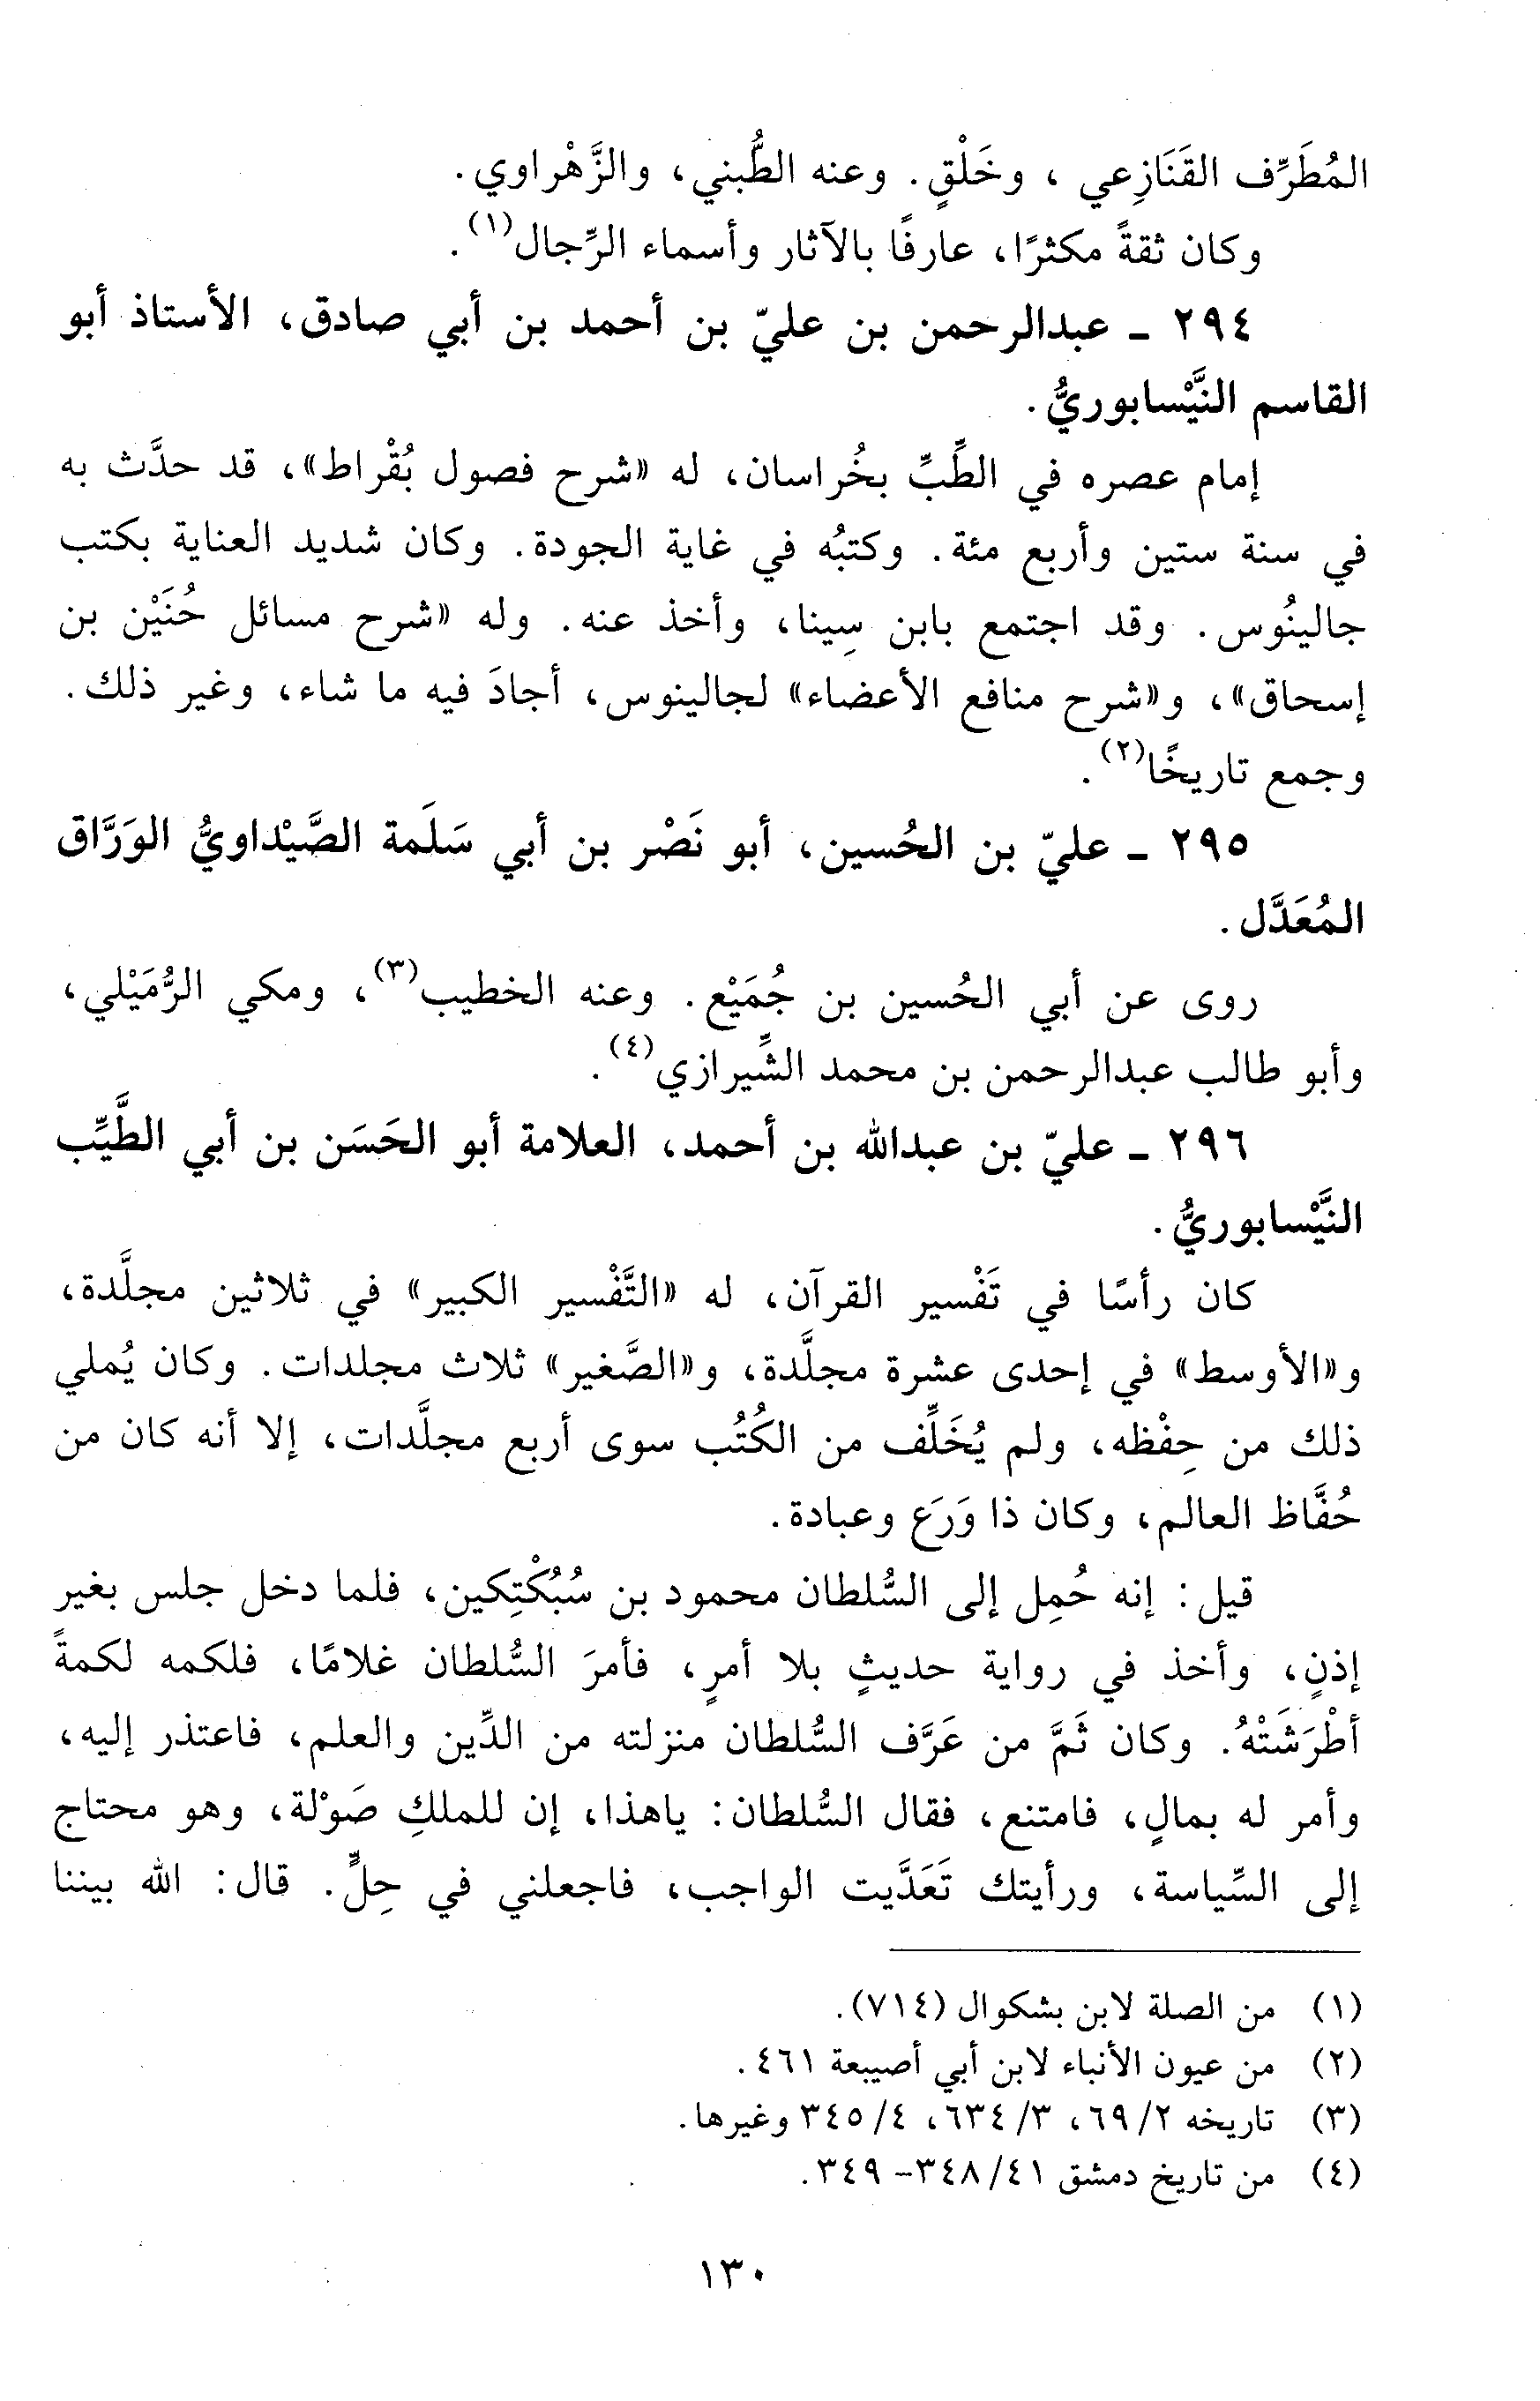 المُطَرِّف القَنَازِعي ، وخَلْقٍ. وعنه الطُّبني، والزَّهْراوي.
وكان ثقةً مكثرًا، عارفًا بالآثار وأسماء الرِّجال(١).
٢٩٤ ـ عبدالرحمن بن عليّ بن أحمد بن أبي صادق، الأستاذ أبو
القاسم النَّيْسابوريُّ.
إمام عصره في الطِّبِّ بخُراسان، له «شرح فصول بُقْراط»، قد حدَّث به
في سنة ستين وأربع مئة. وكتبُه في غاية الجودة. وكان شديد العناية بكتب
جالينُوس. وقد اجتمع بابن سِينا، وأخذ عنه. وله «شرح مسائل حُنَيْن بن
إسحاق»، و«شرح منافع الأعضاء» لجالينوس، أجادَ فيه ما شاء، وغير ذلك.
وجمع تاريخًا(٢).
٢٩٥ ـ عليّ بن الحُسين، أبو نَصْر بن أبي سَلَمة الصَّيْداويُّ الوَرَّاق
المُعَدَّل.
روى عن أبي الحُسين بن جُمَيْع. وعنه الخطيب(٣)، ومكي الرُّمَيْلي،
وأبو طالب عبدالرحمن بن محمد الشِّيرازي(٤).
٢٩٦ ـ عليّ بن عبدالله بن أحمد، العلامة أبو الحَسَن بن أبي الطَّيِّب
النَّيْسابوريُّ.
كان رأسًا في تَفْسير القرآن، له «التَّفْسير الكبير» في ثلاثين مجلَّدة،
و«الأوسط» في إحدى عشرة مجلَّدة، و«الصَّغير» ثلاث مجلدات. وكان يُملي
ذلك من حِفْظه، ولم يُخَلِّف من الكُتُب سوى أربع مجلَّدات، إلا أنه كان من
حُفَّاظ العالم، وكان ذا وَرَع وعبادة.
قيل: إنه حُمِل إلى السُّلطان محمود بن سُبُكْتِكين، فلما دخل جلس بغير
إذنٍ، وأخذ في رواية حديثٍ بلا أمرٍ، فأمرَ السُّلطان غلامًا، فلكمه لكمةً
أطْرَشَتْهُ. وكان ثَمَّ من عَرَّف السُّلطان منزلته من الدِّين والعلم، فاعتذر إليه،
وأمر له بمالٍ، فامتنع، فقال السُّلطان: ياهذا، إن للملكِ صَوْلة، وهو محتاج
إلى السِّياسة، ورأيتك تَعَدَّيت الواجب، فاجعلني في حِلٍّ. قال: الله بيننا
(١) من الصلة لابن بشكوال (٧١٤).
(٢) من عيون الأنباء لابن أبي أصيبعة ٤٦١.
(٣) تاريخه ٢/ ٦٩، ٣/ ٦٣٤، ٤/ ٣٤٥ وغيرها.
(٤) من تاريخ دمشق ٤١/ ٣٤٨- ٣٤٩.
١٣٠